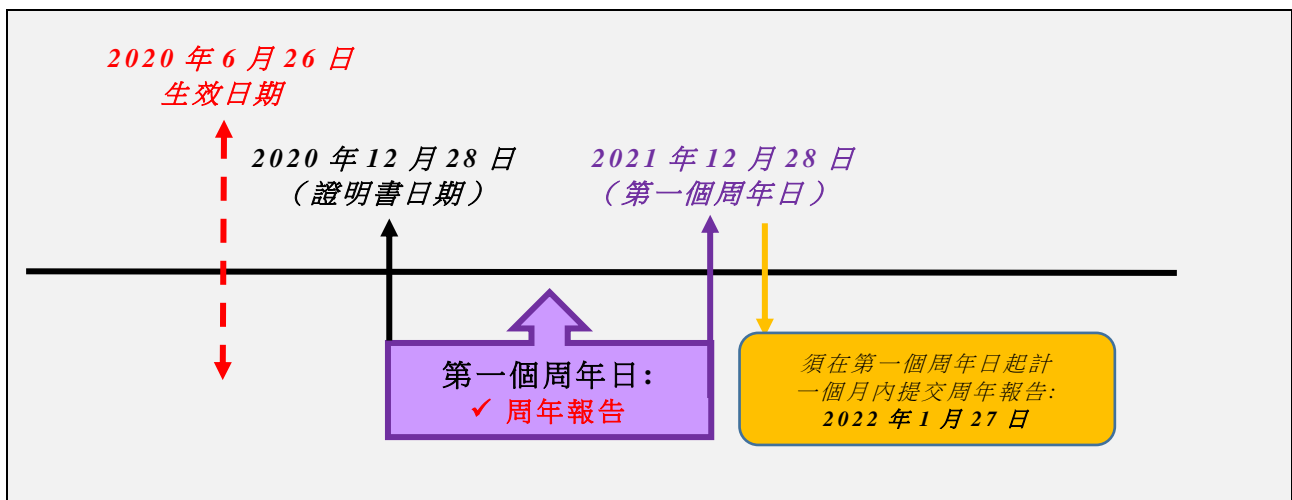 2020 年 6 月 26 日
生效日期
2020 年 12 月 28 日
（證明書日期）
2021 年 12 月 28 日
（第一個周年日）
第一個周年日:
✓ 周年報告
須在第一個周年日起計
一個月內提交周年報告:
2022 年 1 月 27 日